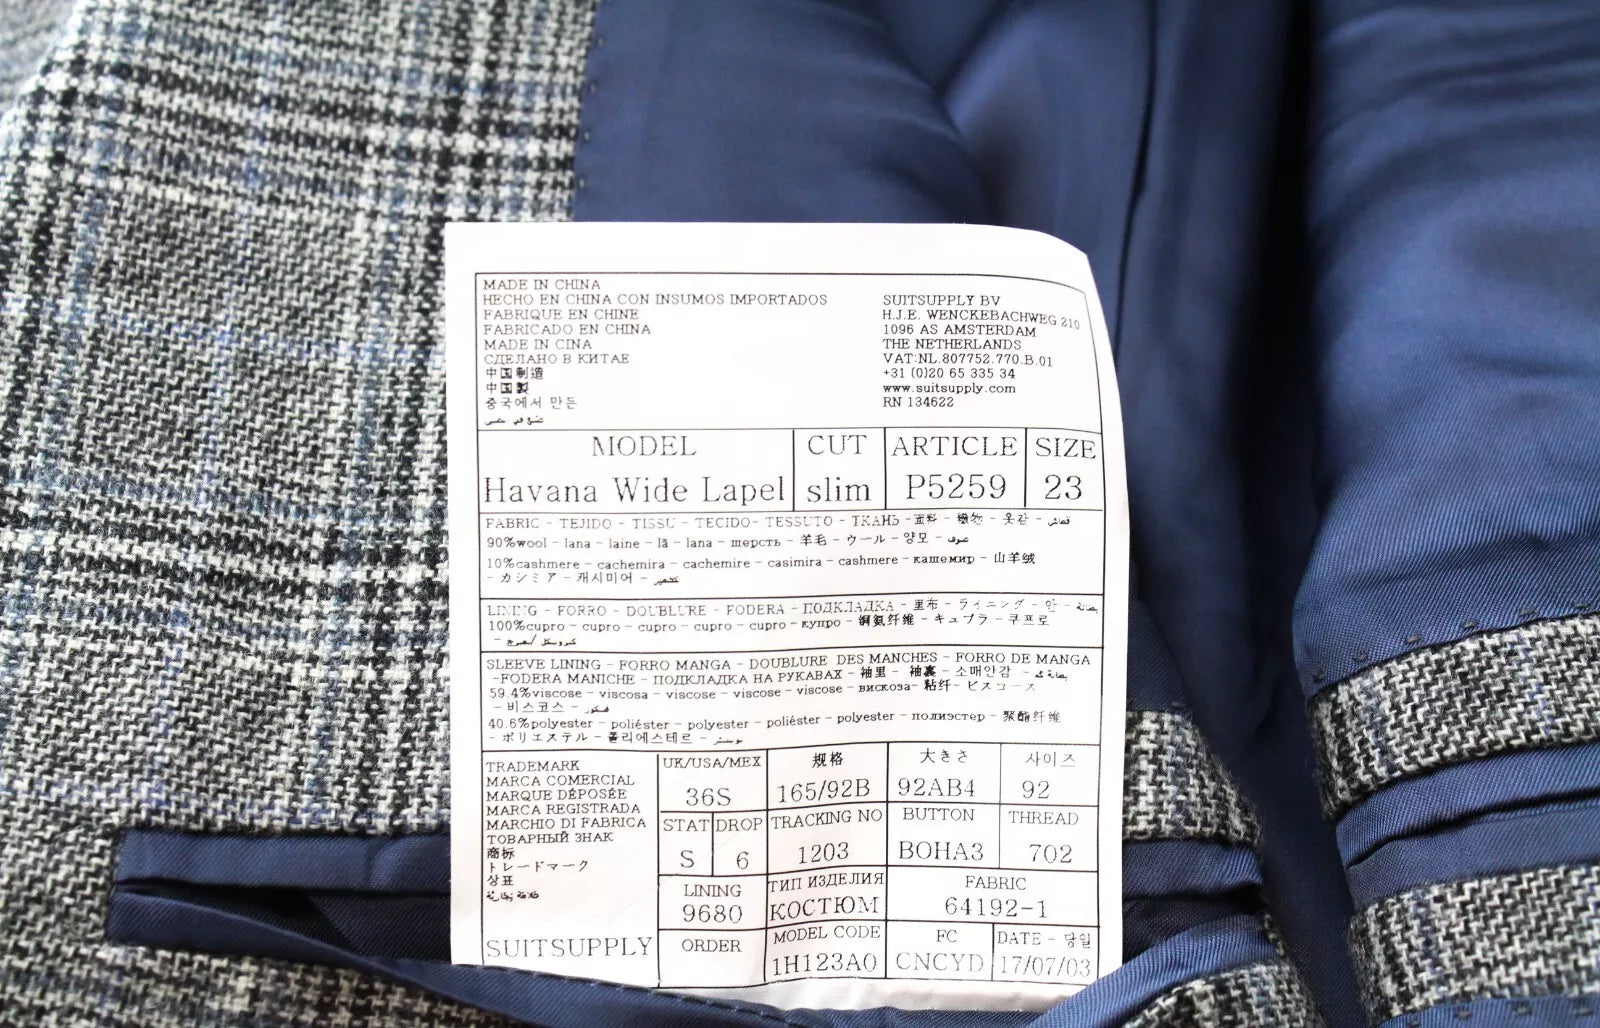 MADE IN CHINA
HECHO EN CHINA CON INSUMOS IMPORTADOS
FABRIQUE EN CHINE
FABRICADO EN CHINA
MADE IN CINA
СДЕЛАНО В КИТАЕ
中国制造
中国製
중국에서 만든
SUITSUPPLY BV
H.J.E. WENCKEBACHWEG 210
1096 AS AMSTERDAM
THE NETHERLANDS
VAT:NL.807752.770.B.01
+31 (0)20 65 335 34
www.suitsupply.com
RN 134622
MODEL CUT ARTICLE SIZE
Havana Wide Lapel slim P5259 23
FABRIC - TEJIDO - TISSU - TECIDO- TESSUTO - ТКАНЬ - 面料 - 織物 - 옷감 - قماش
90%wool - lana - laine - lã - lana - шерсть - 羊毛 - ウール - 양모 - صوف
10%cashmere - cachemira - cachemire - casimira - cashmere - кашемир - 山羊绒
- カシミア - 캐시미어 - كشمير
LINING - FORRO - DOUBLURE - FODERA - ПОДКЛАДКА - 里布 - ライニング - 안 - بطانة
100%cupro - cupro - cupro - cupro - cupro - купро - 铜氨纤维 - キュプラ - 쿠프로
SLEEVE LINING - FORRO MANGA - DOUBLURE DES MANCHES - FORRO DE MANGA
-FODERA MANICHE - ПОДКЛАДКА НА РУКАВАХ - 袖里 - 袖裏 - 소매안감 -
59.4%viscose - viscosa - viscose - viscose - viscose - вискоза- 粘纤- ビスコース
- 비스코스 -
40.6%polyester - poliéster - polyester - poliéster - polyester - полиэстер - 聚酯纤维
- ポリエステル - 폴리에스테르 -
TRADEMARK
MARCA COMERCIAL
MARQUE DÉPOSÉE
MARCA REGISTRADA
MARCHIO DI FABRICA
ТОВАРНЫЙ ЗНАК
商标
トレードマーク
상표
SUITSUPPLY
UK/USA/MEX 规格 大きさ 사이즈
36S 165/92B 92AB4 92
STAT DROP TRACKING NO BUTTON THREAD
S 6 1203 BOHA3 702
LINING ТИП ИЗДЕЛИЯ FABRIC
9680 КОСТЮМ 64192-1
ORDER MODEL CODE FC DATE - 당일
1H123A0 CNCYD 17/07/03